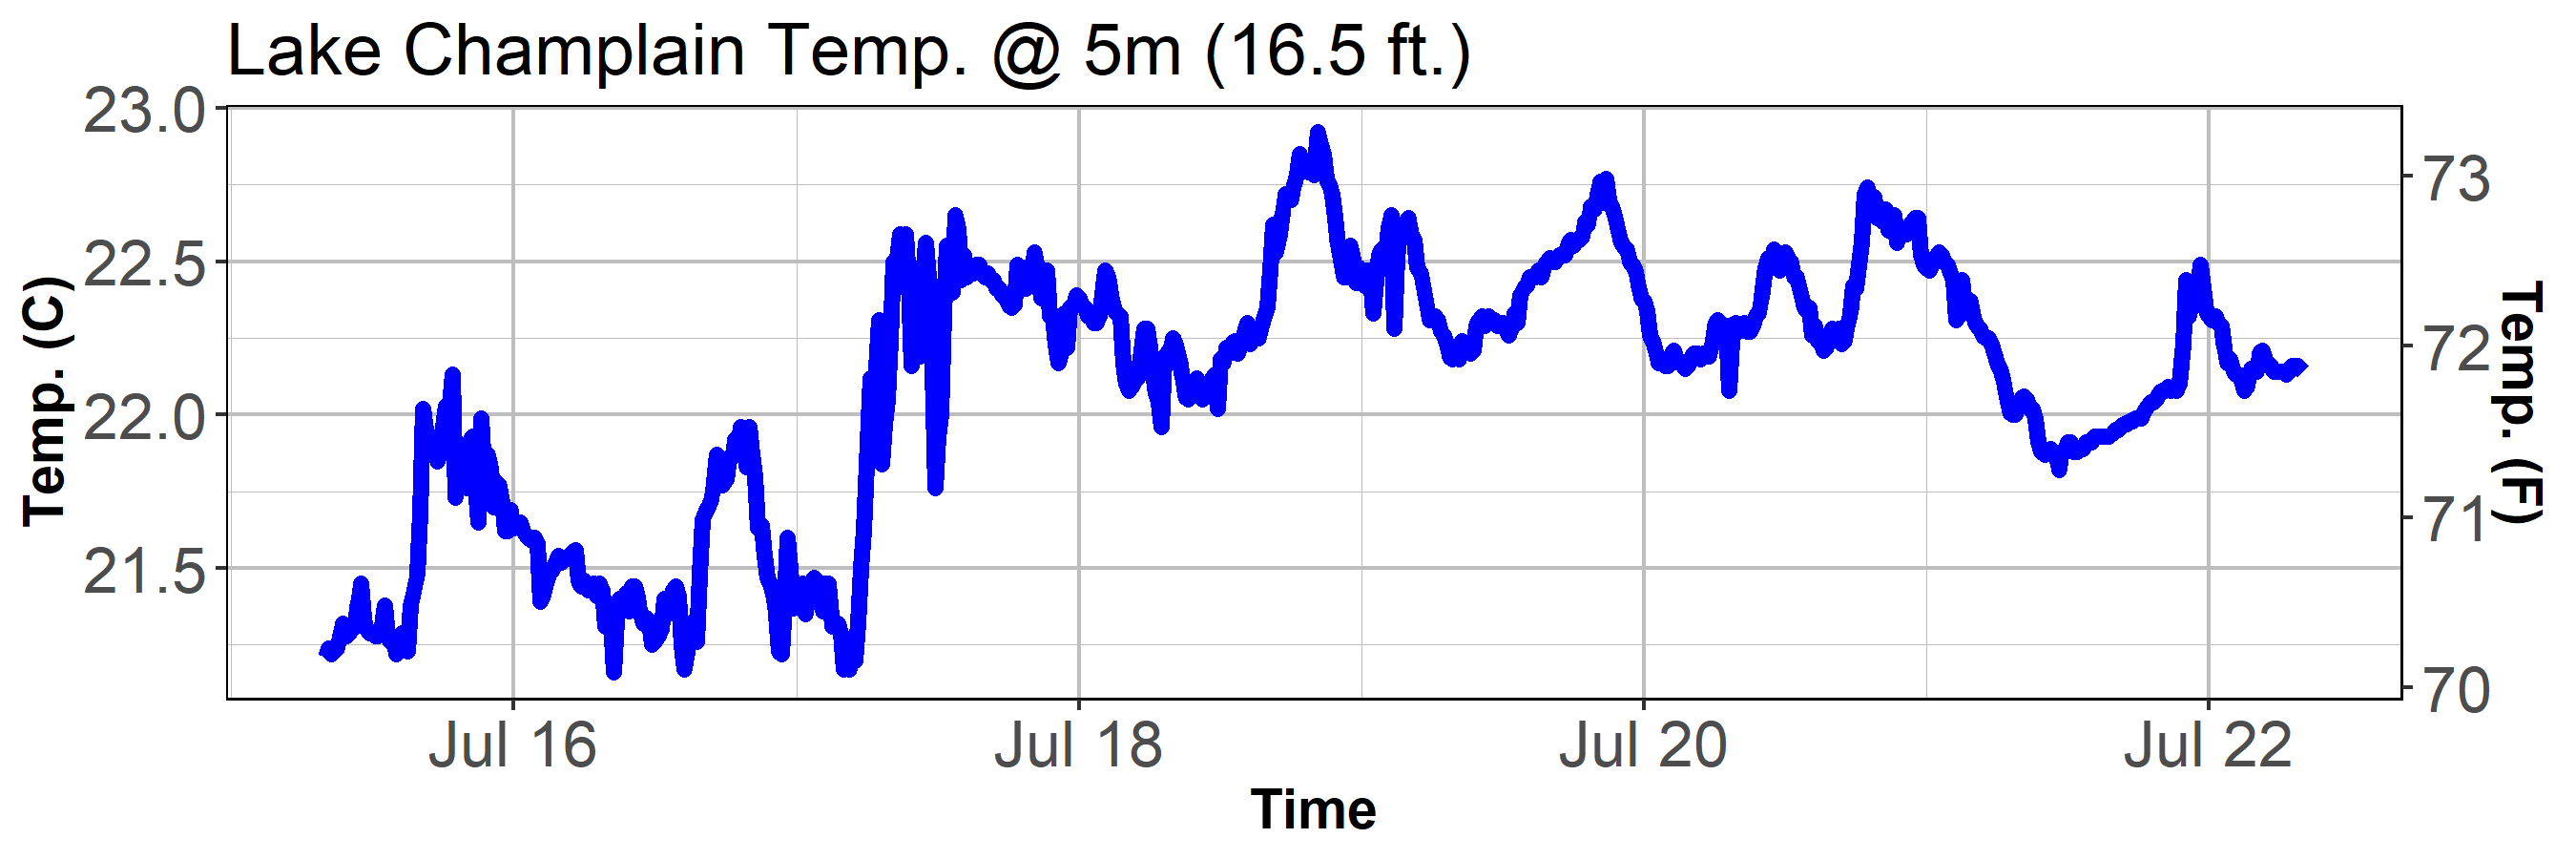 Lake Champlain Temp. @ 5m (16.5 ft.)
23.0
22.5
22.0
21.5
Temp. (C)
73
72
71
70
Temp. (F)
Jul 16 Jul 18 Jul 20 Jul 22
Time